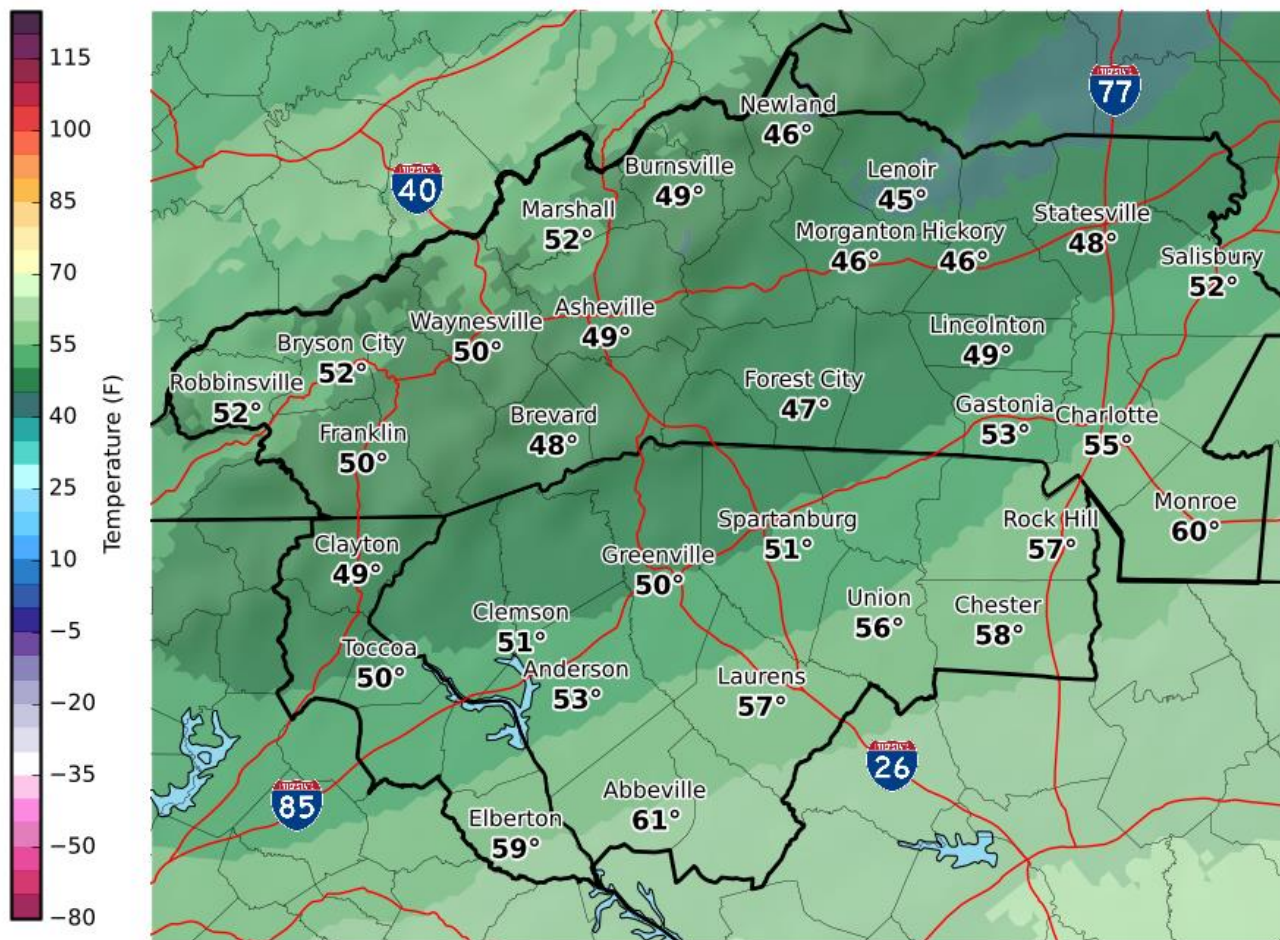 115
100
85
70
55
40
25
10
−5
−20
−35
−50
−65
−80
Temperature (F)
77
Newland
46°
Burnsville
49°
Lenoir
45°
40
Marshall
52°
Statesville
48°
Morganton
46°
Hickory
46°
Salisbury
52°
Asheville
49°
Waynesville
50°
Lincolnton
49°
Bryson City
52°
Robbinsville
52°
Forest City
47°
Brevard
48°
Gastonia
53°
Charlotte
55°
Franklin
50°
Monroe
60°
Spartanburg
51°
Rock Hill
57°
Clayton
49°
Greenville
50°
Union
56°
Chester
58°
Clemson
51°
Toccoa
50°
Anderson
53°
Laurens
57°
26
85
Abbeville
61°
Elberton
59°